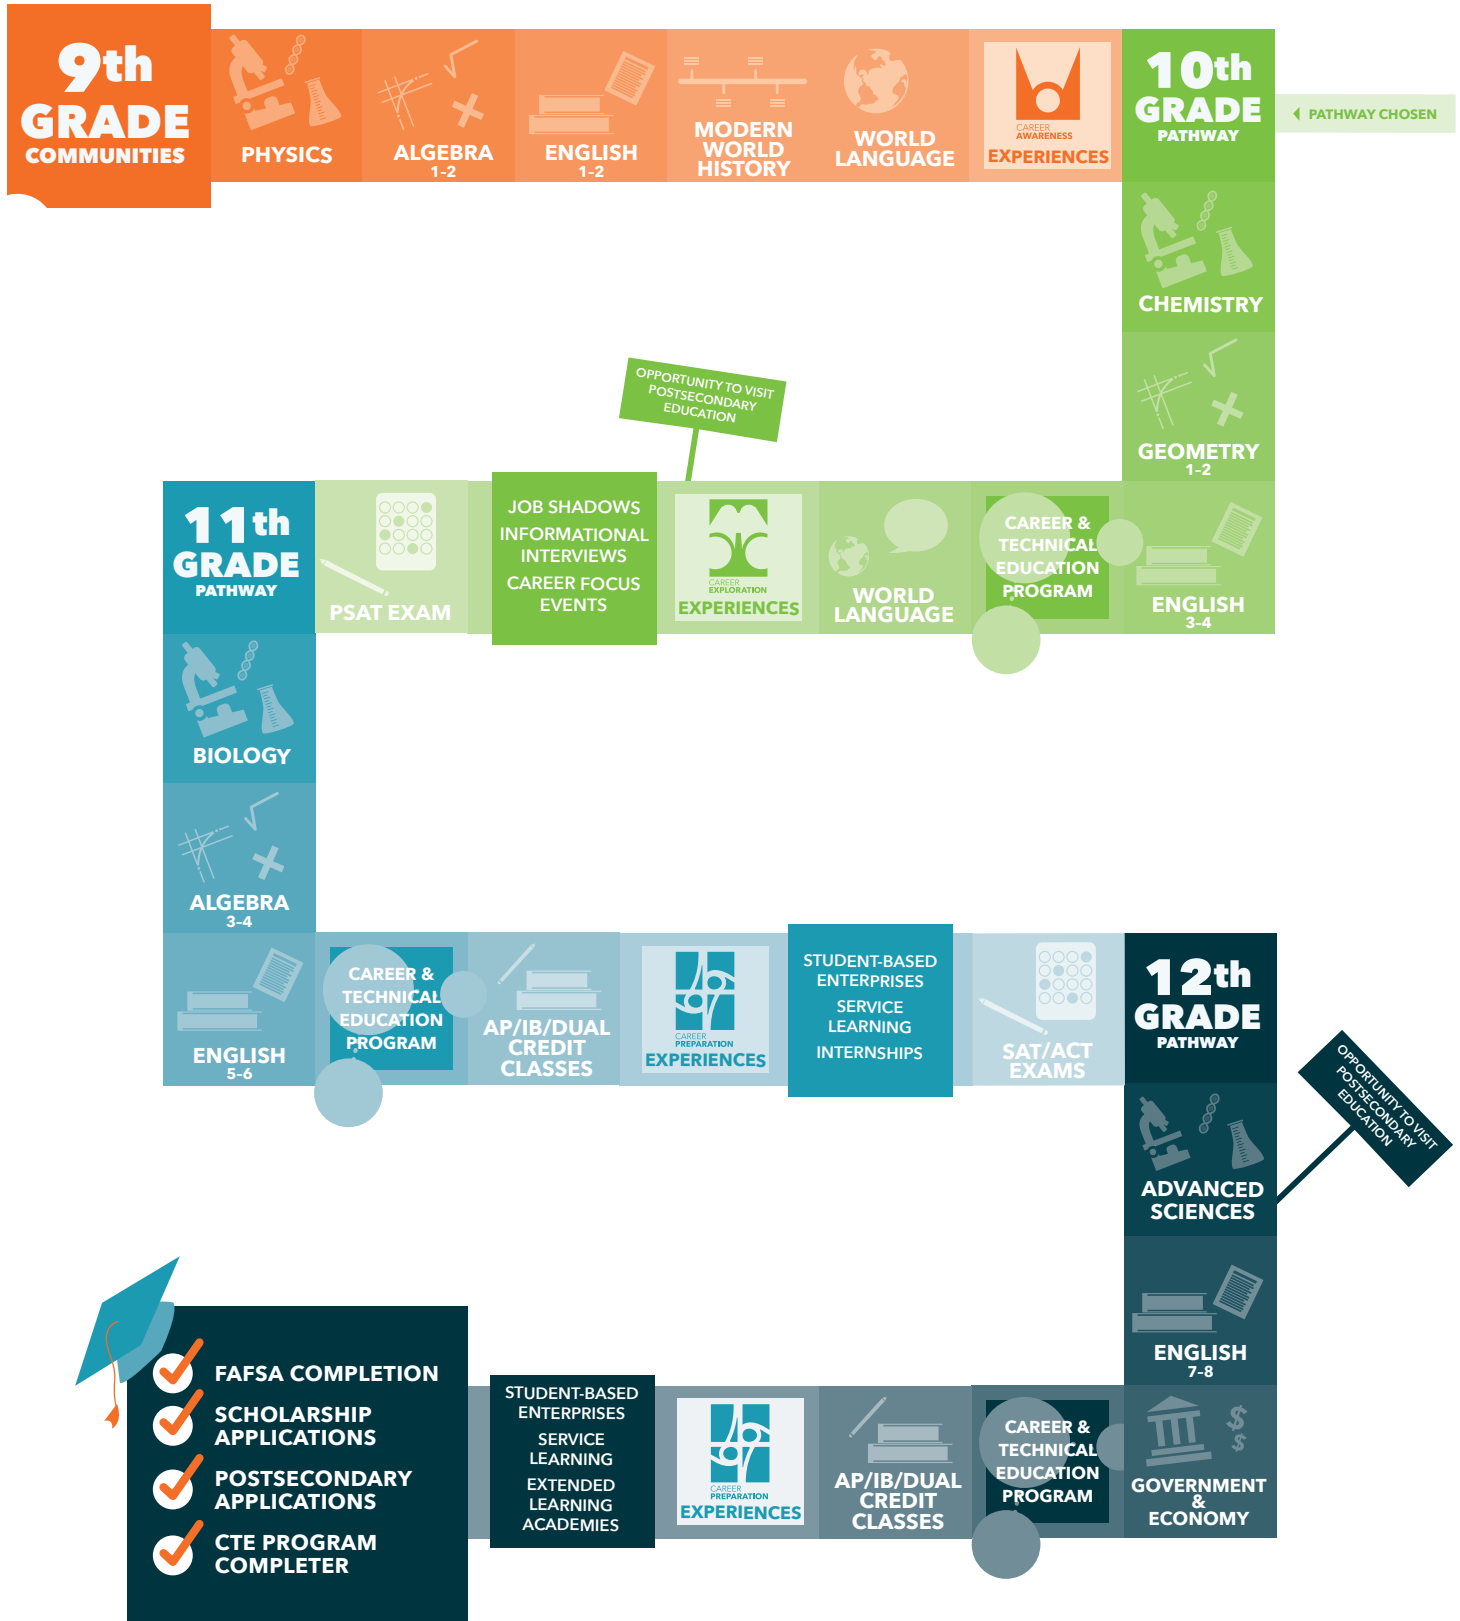 9th
GRADE
COMMUNITIES
PHYSICS
ALGEBRA
1–2
ENGLISH
1–2
MODERN
WORLD
HISTORY
WORLD
LANGUAGE
CAREER
AWARENESS
EXPERIENCES
10th
GRADE
PATHWAY
PATHWAY CHOSEN
CHEMISTRY
GEOMETRY
1–2
ENGLISH
3–4
CAREER &
TECHNICAL
EDUCATION
PROGRAM
WORLD
LANGUAGE
OPPORTUNITY TO VISIT
POSTSECONDARY
EDUCATION
CAREER
EXPLORATION
EXPERIENCES
JOB SHADOWS
INFORMATIONAL
INTERVIEWS
CAREER FOCUS
EVENTS
PSAT EXAM
11th
GRADE
PATHWAY
BIOLOGY
ALGEBRA
3–4
ENGLISH
5–6
CAREER &
TECHNICAL
EDUCATION
PROGRAM
AP/IB/DUAL
CREDIT
CLASSES
CAREER
PREPARATION
EXPERIENCES
STUDENT-BASED
ENTERPRISES
SERVICE
LEARNING
INTERNSHIPS
SAT/ACT
EXAMS
12th
GRADE
PATHWAY
OPPORTUNITY TO VISIT
POSTSECONDARY
EDUCATION
ADVANCED
SCIENCES
ENGLISH
7–8
$
$
GOVERNMENT
&
ECONOMY
CAREER &
TECHNICAL
EDUCATION
PROGRAM
AP/IB/DUAL
CREDIT
CLASSES
CAREER
PREPARATION
EXPERIENCES
STUDENT-BASED
ENTERPRISES
SERVICE
LEARNING
EXTENDED
LEARNING
ACADEMIES
FAFSA COMPLETION
SCHOLARSHIP
APPLICATIONS
POSTSECONDARY
APPLICATIONS
CTE PROGRAM
COMPLETER